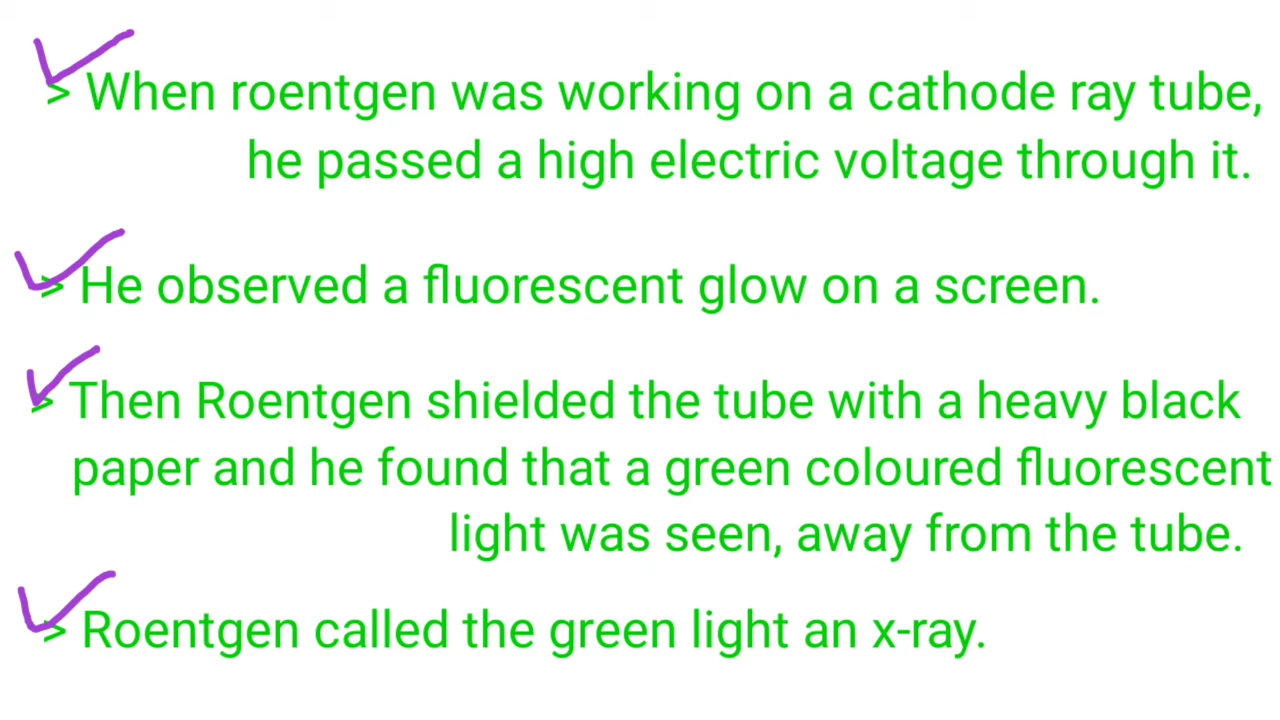 > When roentgen was working on a cathode ray tube,
he passed a high electric voltage through it.
> He observed a fluorescent glow on a screen.
> Then Roentgen shielded the tube with a heavy black
paper and he found that a green coloured fluorescent
light was seen, away from the tube.
> Roentgen called the green light an x-ray.